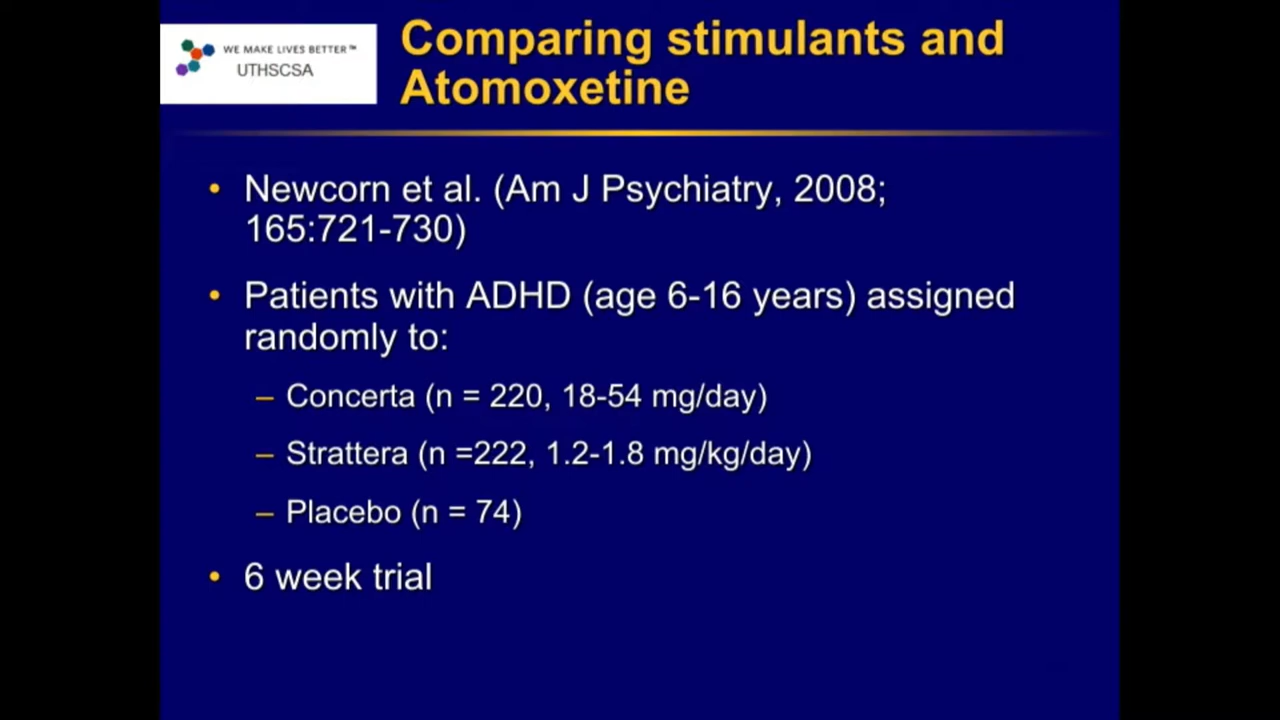 WE MAKE LIVES BETTER™
UTHSCSA
Comparing stimulants and
Atomoxetine
• Newcorn et al. (Am J Psychiatry, 2008;
165:721-730)
• Patients with ADHD (age 6-16 years) assigned
randomly to:
– Concerta (n = 220, 18-54 mg/day)
– Strattera (n =222, 1.2-1.8 mg/kg/day)
– Placebo (n = 74)
• 6 week trial